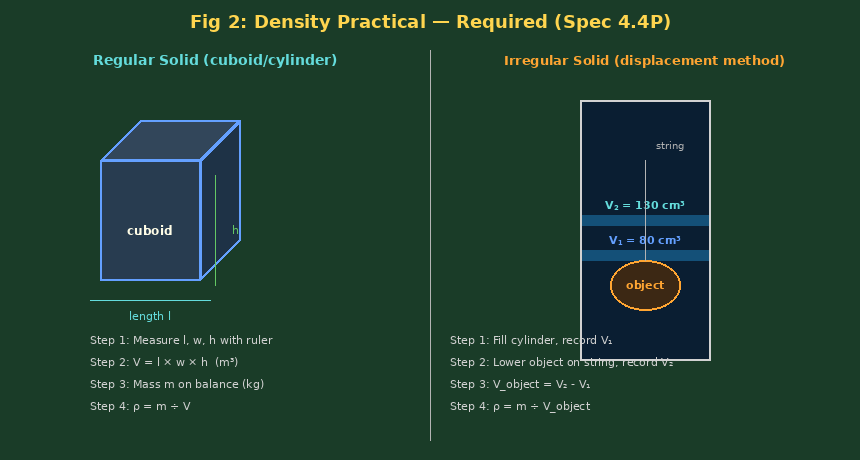 Fig 2: Density Practical — Required (Spec 4.4P)
Regular Solid (cuboid/cylinder)
cuboid
h
length l
Step 1: Measure l, w, h with ruler
Step 2: V = l × w × h  (m³)
Step 3: Mass m on balance (kg)
Step 4: ρ = m ÷ V
Irregular Solid (displacement method)
string
V₂ = 130 cm³
V₁ = 80 cm³
object
Step 1: Fill cylinder, record V₁
Step 2: Lower object on string, record V₂
Step 3: V_object = V₂ - V₁
Step 4: ρ = m ÷ V_object